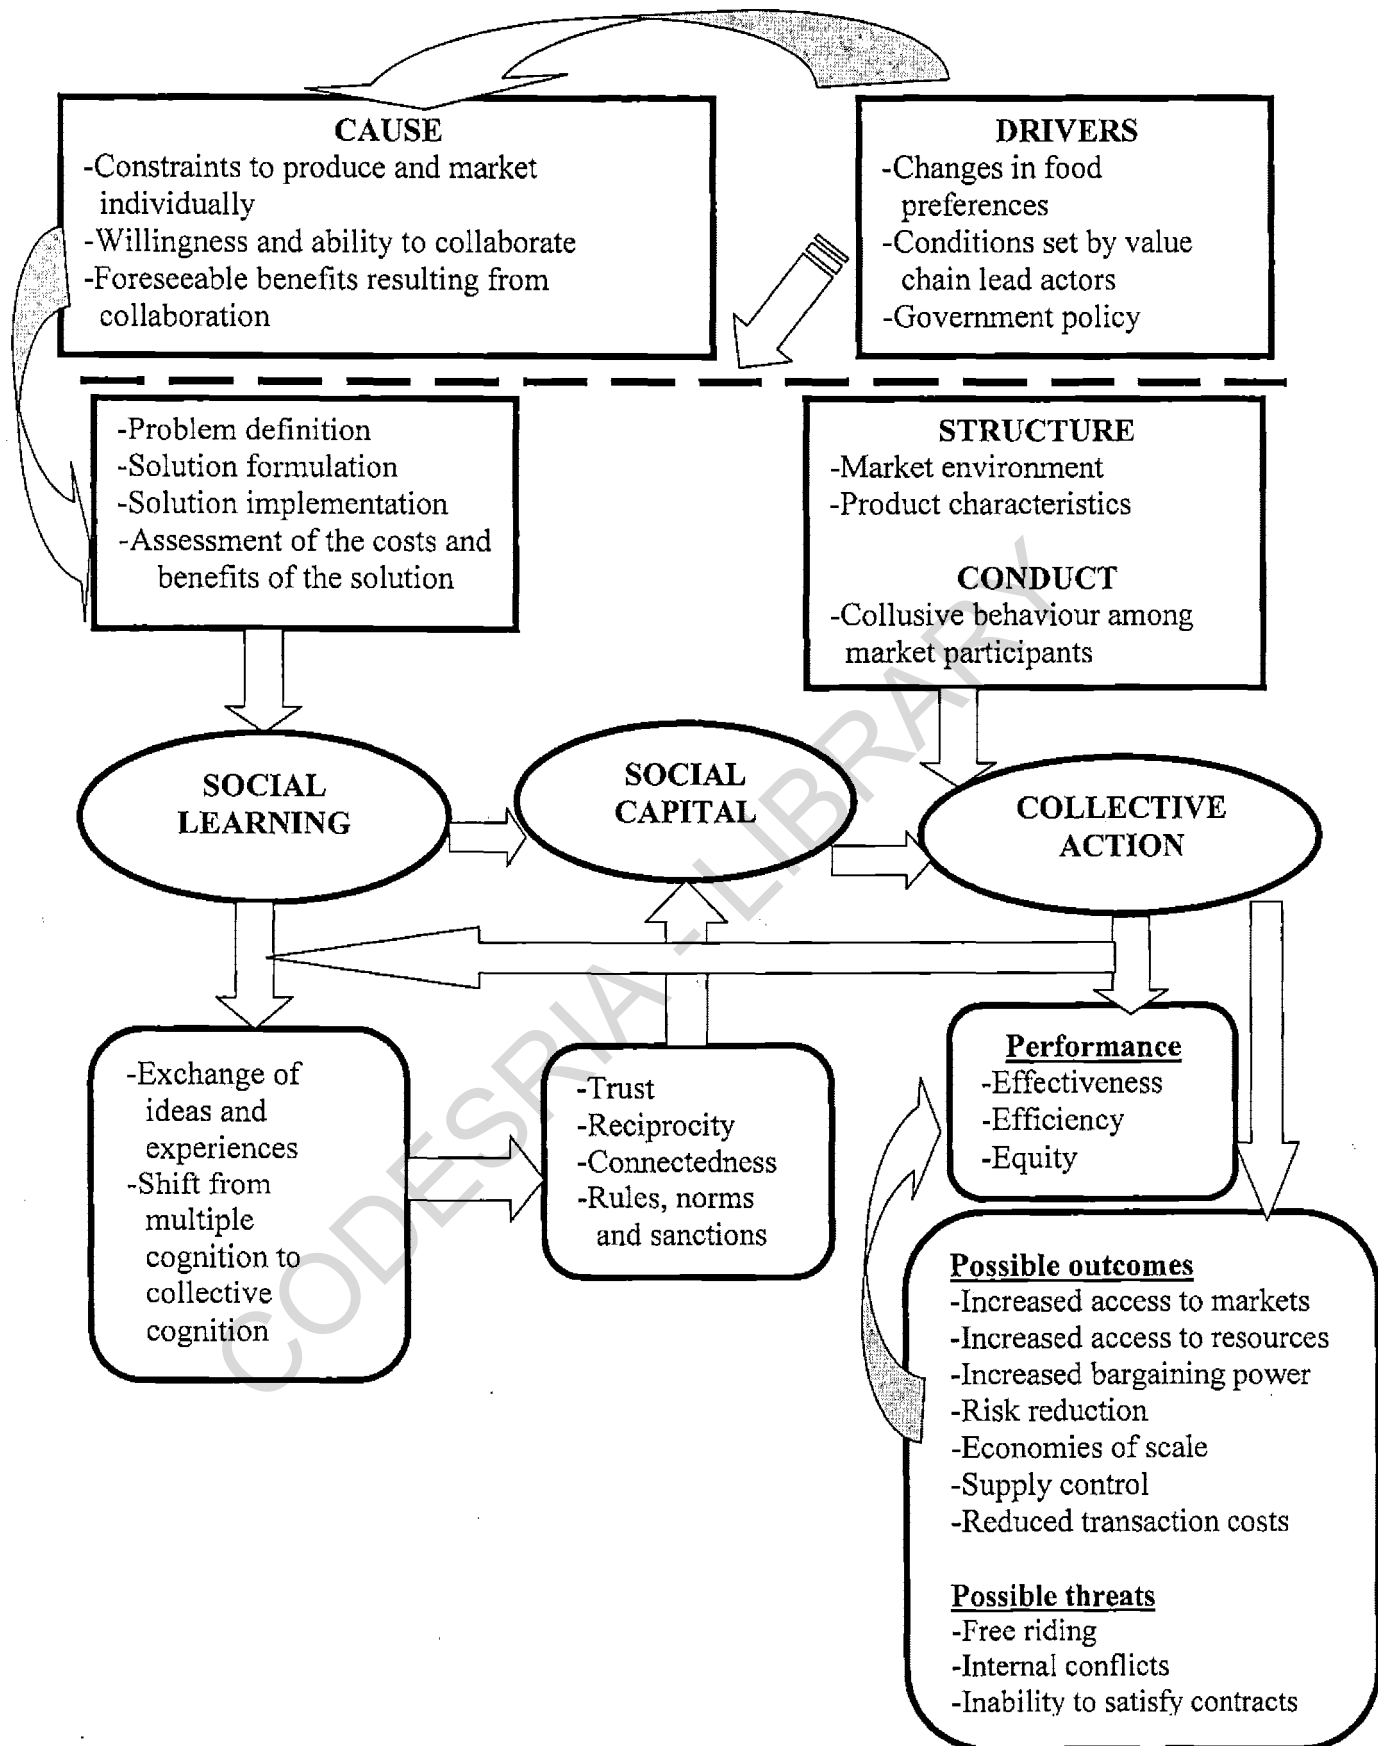 CAUSE
-Constraints to produce and market
individually
-Willingness and ability to collaborate
-Foreseeable benefits resulting from
collaboration
DRIVERS
-Changes in food
preferences
-Conditions set by value
chain lead actors
-Government policy
-Problem definition
-Solution formulation
-Solution implementation
-Assessment of the costs and
benefits of the solution
STRUCTURE
-Market environment
-Product characteristics
CONDUCT
-Collusive behaviour among
market participants
SOCIAL
LEARNING
SOCIAL
CAPITAL
COLLECTIVE
ACTION
-Exchange of
ideas and
experiences
-Shift from
multiple
cognition to
collective
cognition
-Trust
-Reciprocity
-Connectedness
-Rules, norms
and sanctions
Performance
-Effectiveness
-Efficiency
-Equity
Possible outcomes
-Increased access to markets
-Increased access to resources
-Increased bargaining power
-Risk reduction
-Economies of scale
-Supply control
-Reduced transaction costs
Possible threats
-Free riding
-Internal conflicts
-Inability to satisfy contracts
CODESRIA - LIBRARY